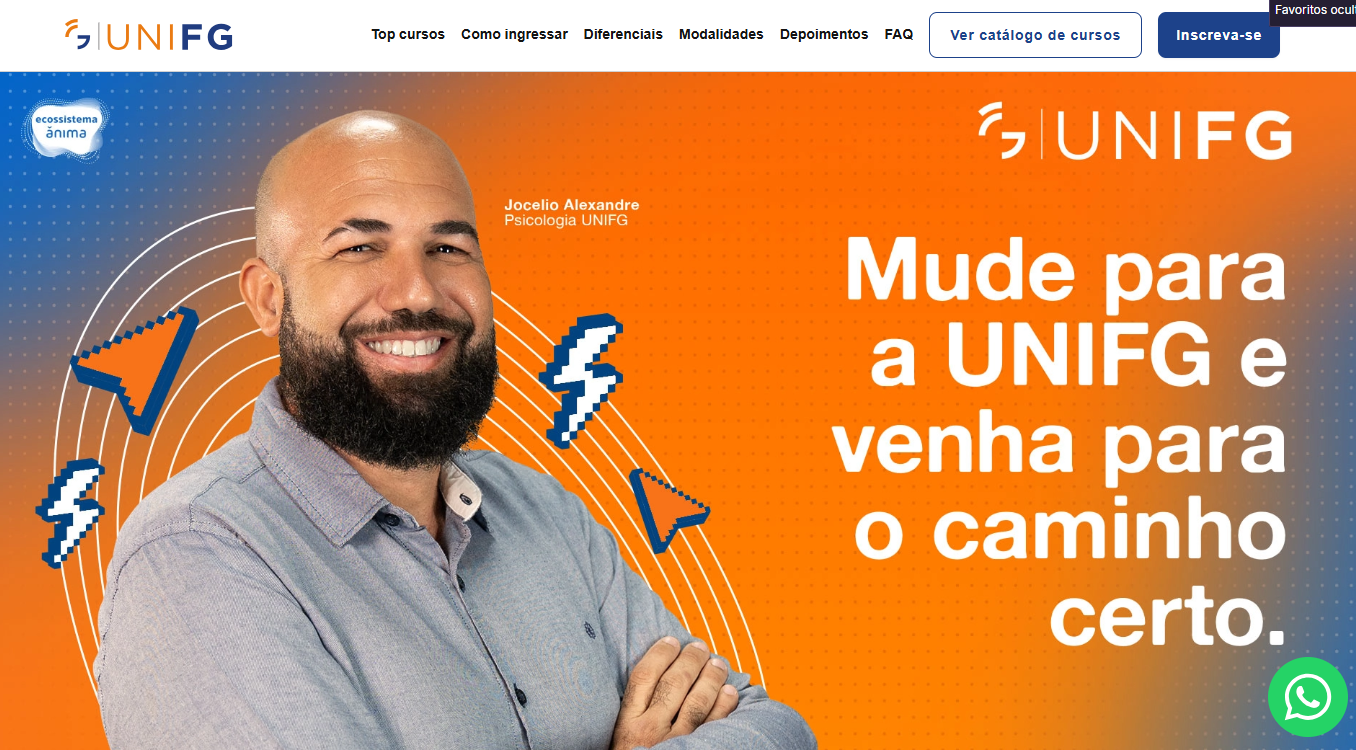 Favoritos ocul
UNIFG
Top cursos
Como ingressar
Diferenciais
Modalidades
Depoimentos
FAQ
Ver catálogo de cursos
Inscreva-se
ecossistema
ănima
UNIFG
Jocelio Alexandre
Psicologia UNIFG
Mude para
a UNIFG e
venha para
o caminho
certo.